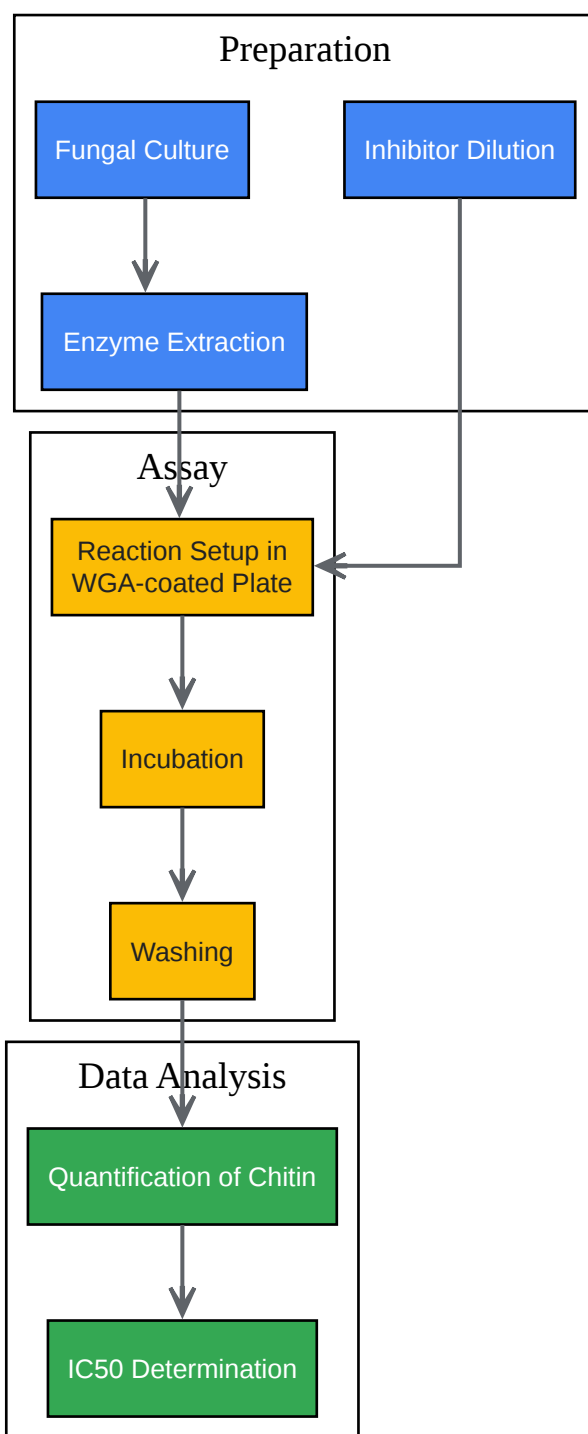 Preparation
Fungal Culture
Inhibitor Dilution
Enzyme Extraction
Assay
Reaction Setup in
WGA-coated Plate
Incubation
Washing
Data Analysis
Quantification of Chitin
IC50 Determination